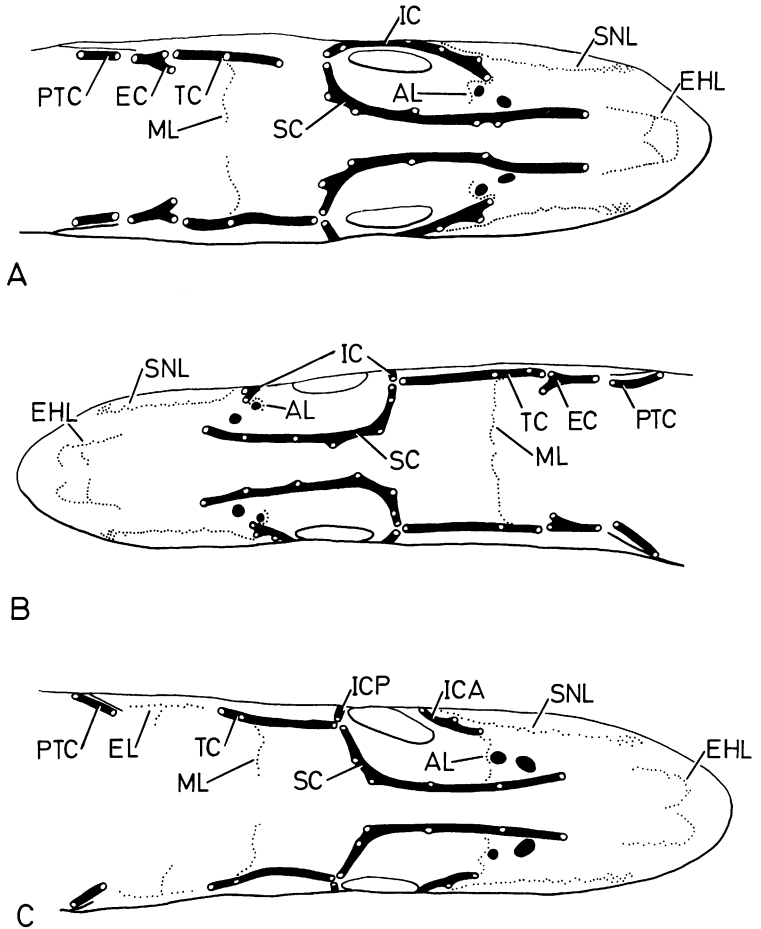 IC
SNL
EHL
PTC EC TC
AL
ML
SC
A
IC
SNL
EHL
AL
TC EC PTC
SC
ML
B
ICP ICA SNL
PTC EL TC
EHL
AL
ML
SC
C